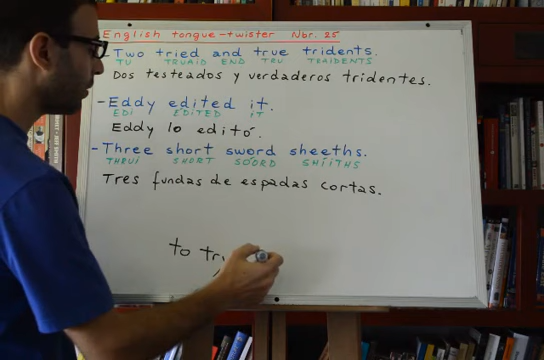 English tongue-twister Nbr. 25
-Two tried and true tridents.
TU TRUAID END TRU TRAIDENTS
Dos testeados y verdaderos tridentes.
-Eddy edited it.
EDI EDITED IT
Eddy lo editó.
-Three short sword sheeths.
THRUI SHORT SOORD SHIITHS
Tres fundas de espadas cortas.
to tr